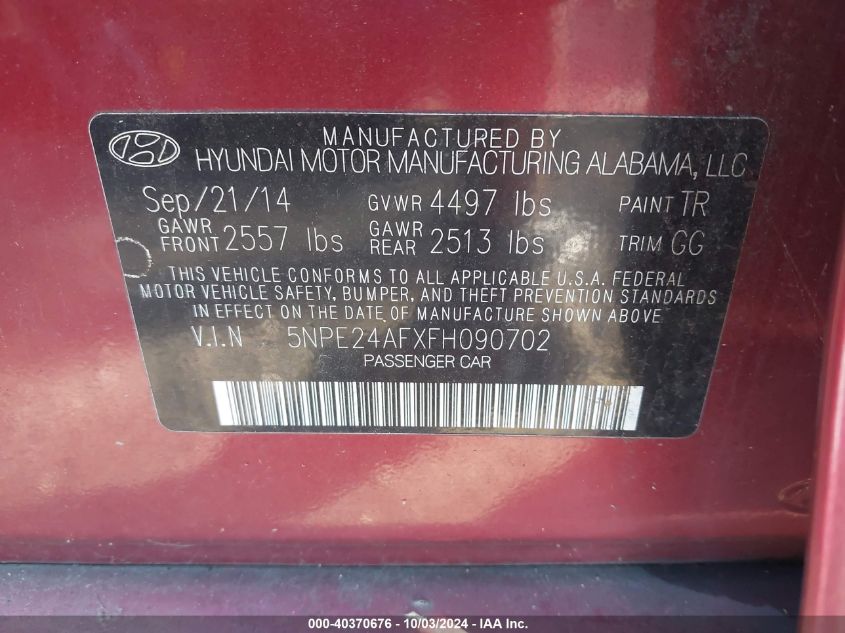 MANUFACTURED BY
HYUNDAI MOTOR MANUFACTURING ALABAMA, LLC
Sep/21/14 GVWR 4497 lbs PAINT TR
GAWR FRONT 2557 lbs GAWR REAR 2513 lbs TRIM GG
THIS VEHICLE CONFORMS TO ALL APPLICABLE U.S.A. FEDERAL
MOTOR VEHICLE SAFETY, BUMPER, AND THEFT PREVENTION STANDARDS
IN EFFECT ON THE DATE OF MANUFACTURE SHOWN ABOVE.
V.I.N 5NPE24AFXFH090702
PASSENGER CAR
000-40370676 - 10/03/2024 - IAA Inc.